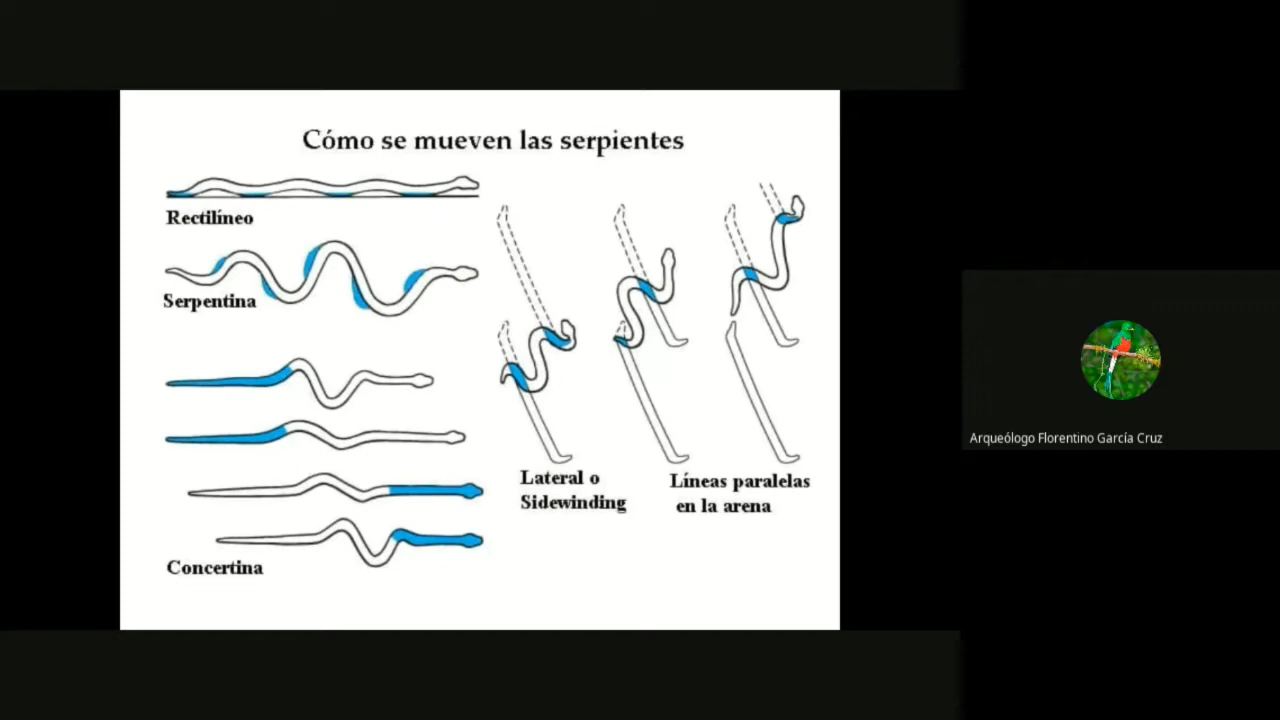 Cómo se mueven las serpientes
Rectilíneo
Serpentina
Concertina
Lateral o
Sidewinding
Líneas paralelas
en la arena
Arqueólogo Florentino García Cruz